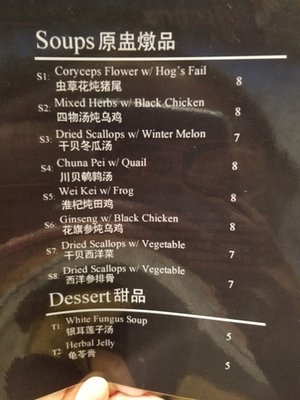 Soups 原盅燉品
S1: Coryceps Flower w/ Hog's Fail 8
虫草花炖猪尾
S2: Mixed Herbs w/ Black Chicken 8
四物汤炖乌鸡
S3: Dried Scallops w/ Winter Melon 7
干贝冬瓜汤
S4: Chuna Pei w/ Quail 8
川贝鹌鹑汤
S5: Wei Kei w/ Frog 8
淮杞炖田鸡
S6: Ginseng w/ Black Chicken 8
花旗参炖乌鸡
S7: Dried Scallops w/ Vegetable 7
干贝西洋菜
S8: Dried Scallops w/ Vegetable 7
西洋参排骨
Dessert 甜品
T1: White Fungus Soup 5
银耳莲子汤
T2: Herbal Jelly 5
龟苓膏